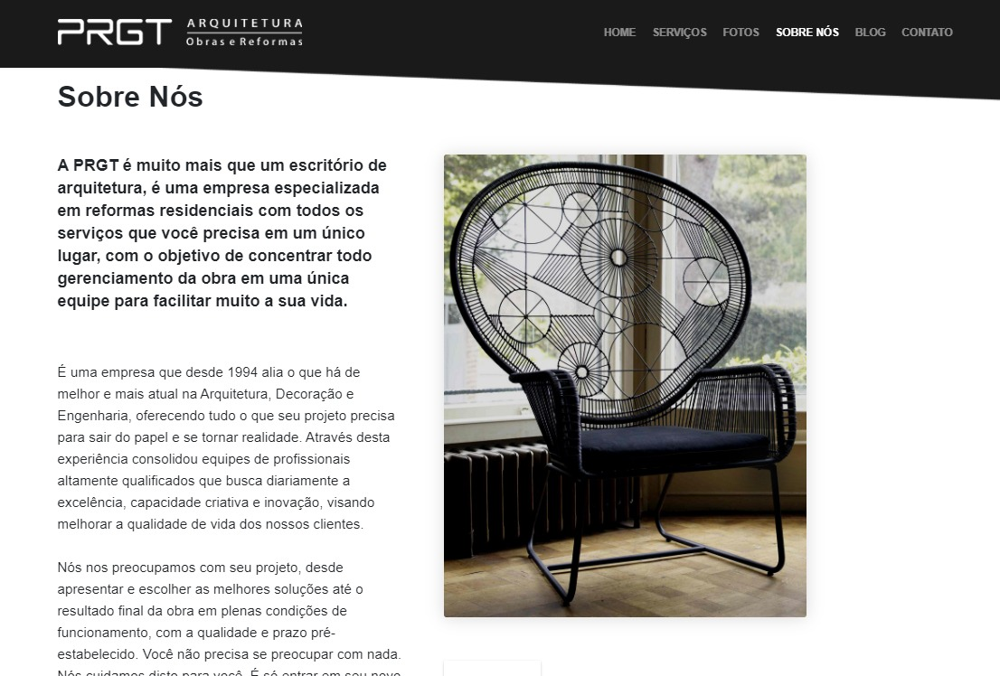 PRGT ARQUITETURA
Obras e Reformas
HOME SERVIÇOS FOTOS SOBRE NÓS BLOG CONTATO
Sobre Nós
A PRGT é muito mais que um escritório de
arquitetura, é uma empresa especializada
em reformas residenciais com todos os
serviços que você precisa em um único
lugar, com o objetivo de concentrar todo
gerenciamento da obra em uma única
equipe para facilitar muito a sua vida.
É uma empresa que desde 1994 alia o que há de
melhor e mais atual na Arquitetura, Decoração e
Engenharia, oferecendo tudo o que seu projeto precisa
para sair do papel e se tornar realidade. Através desta
experiência consolidou equipes de profissionais
altamente qualificados que busca diariamente a
excelência, capacidade criativa e inovação, visando
melhorar a qualidade de vida dos nossos clientes.
Nós nos preocupamos com seu projeto, desde
apresentar e escolher as melhores soluções até o
resultado final da obra em plenas condições de
funcionamento, com a qualidade e prazo pré-
estabelecido. Você não precisa se preocupar com nada.
Nós cuidamos disto para você. É só entrar em seu novo